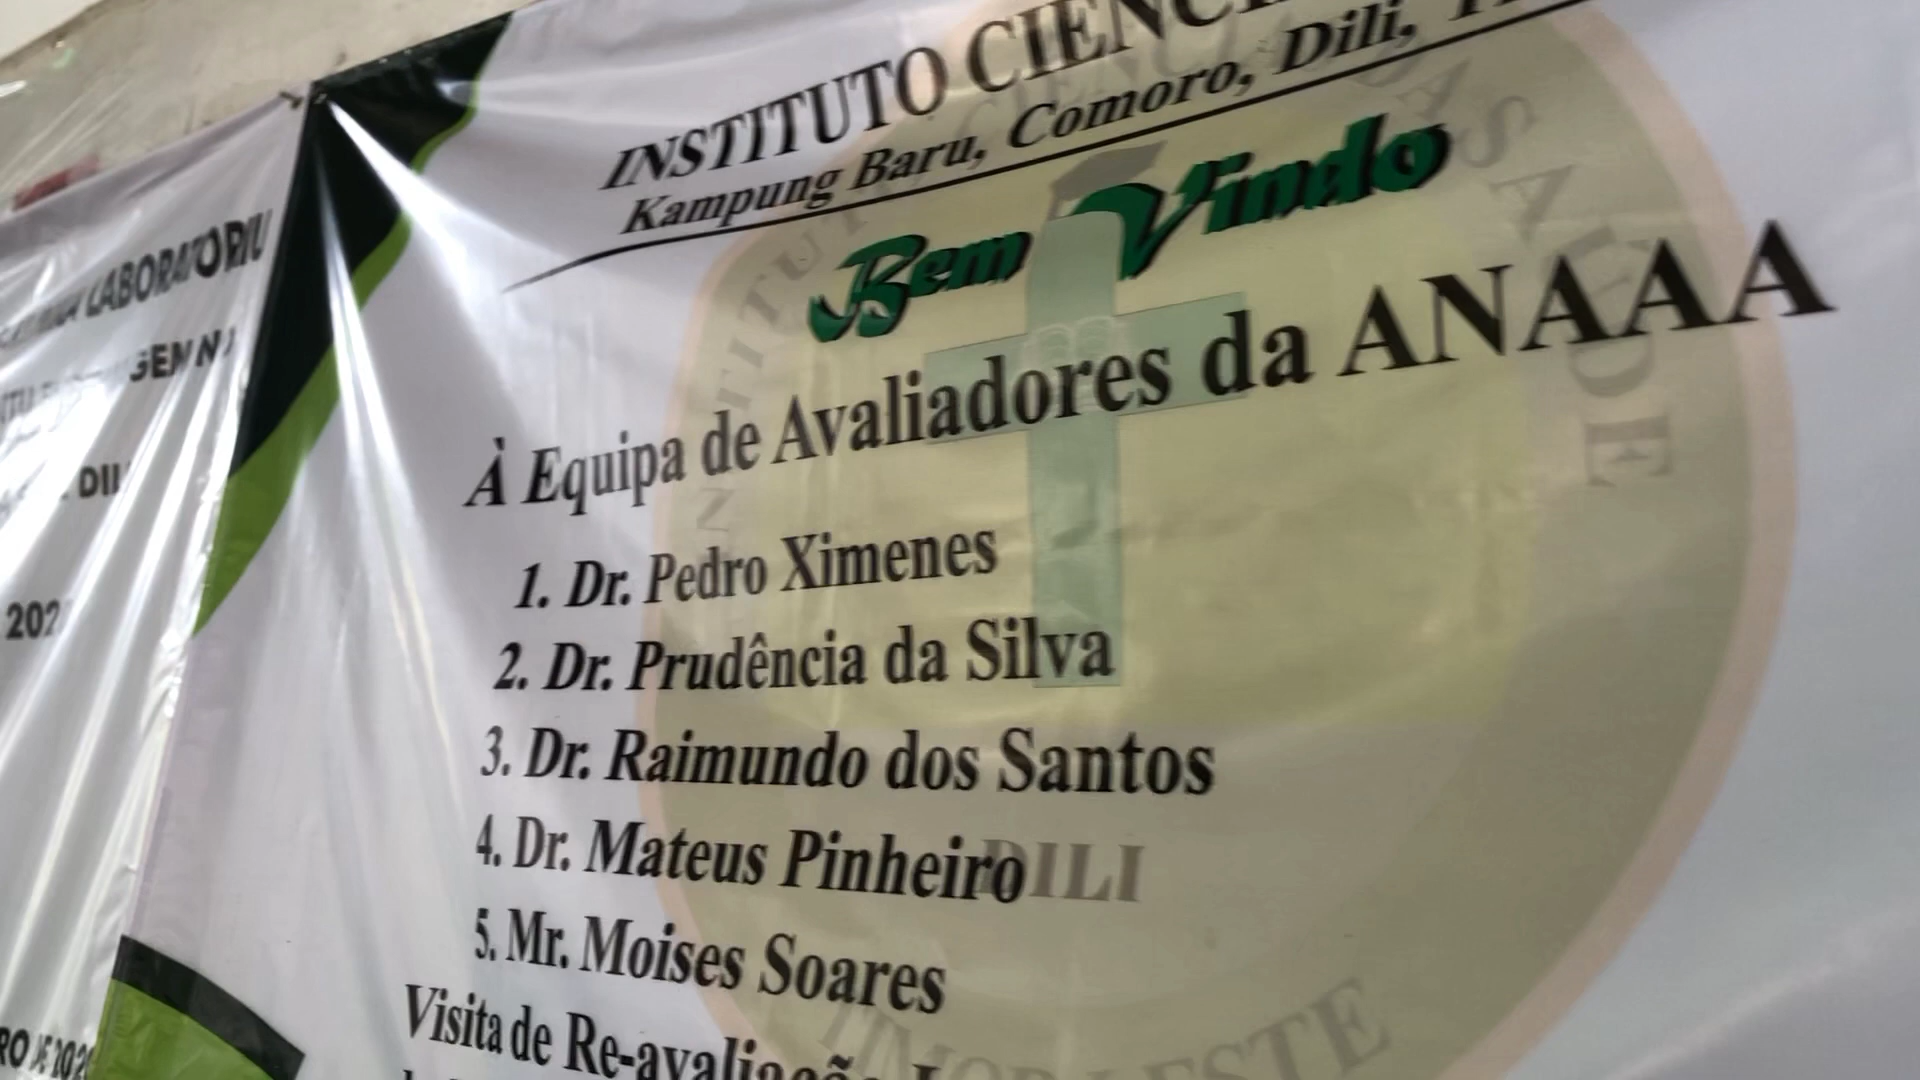 INSTITUTO
Kampung Baru, Comoro, Dili,
Bem Vindo
À Equipa de Avaliadores da ANAAA
1. Dr. Pedro Ximenes
2. Dr. Prudência da Silva
3. Dr. Raimundo dos Santos
4. Dr. Mateus Pinheiro
5. Mr. Moises Soares
Visita de Re-avaliação
DILI
LABORATORIU